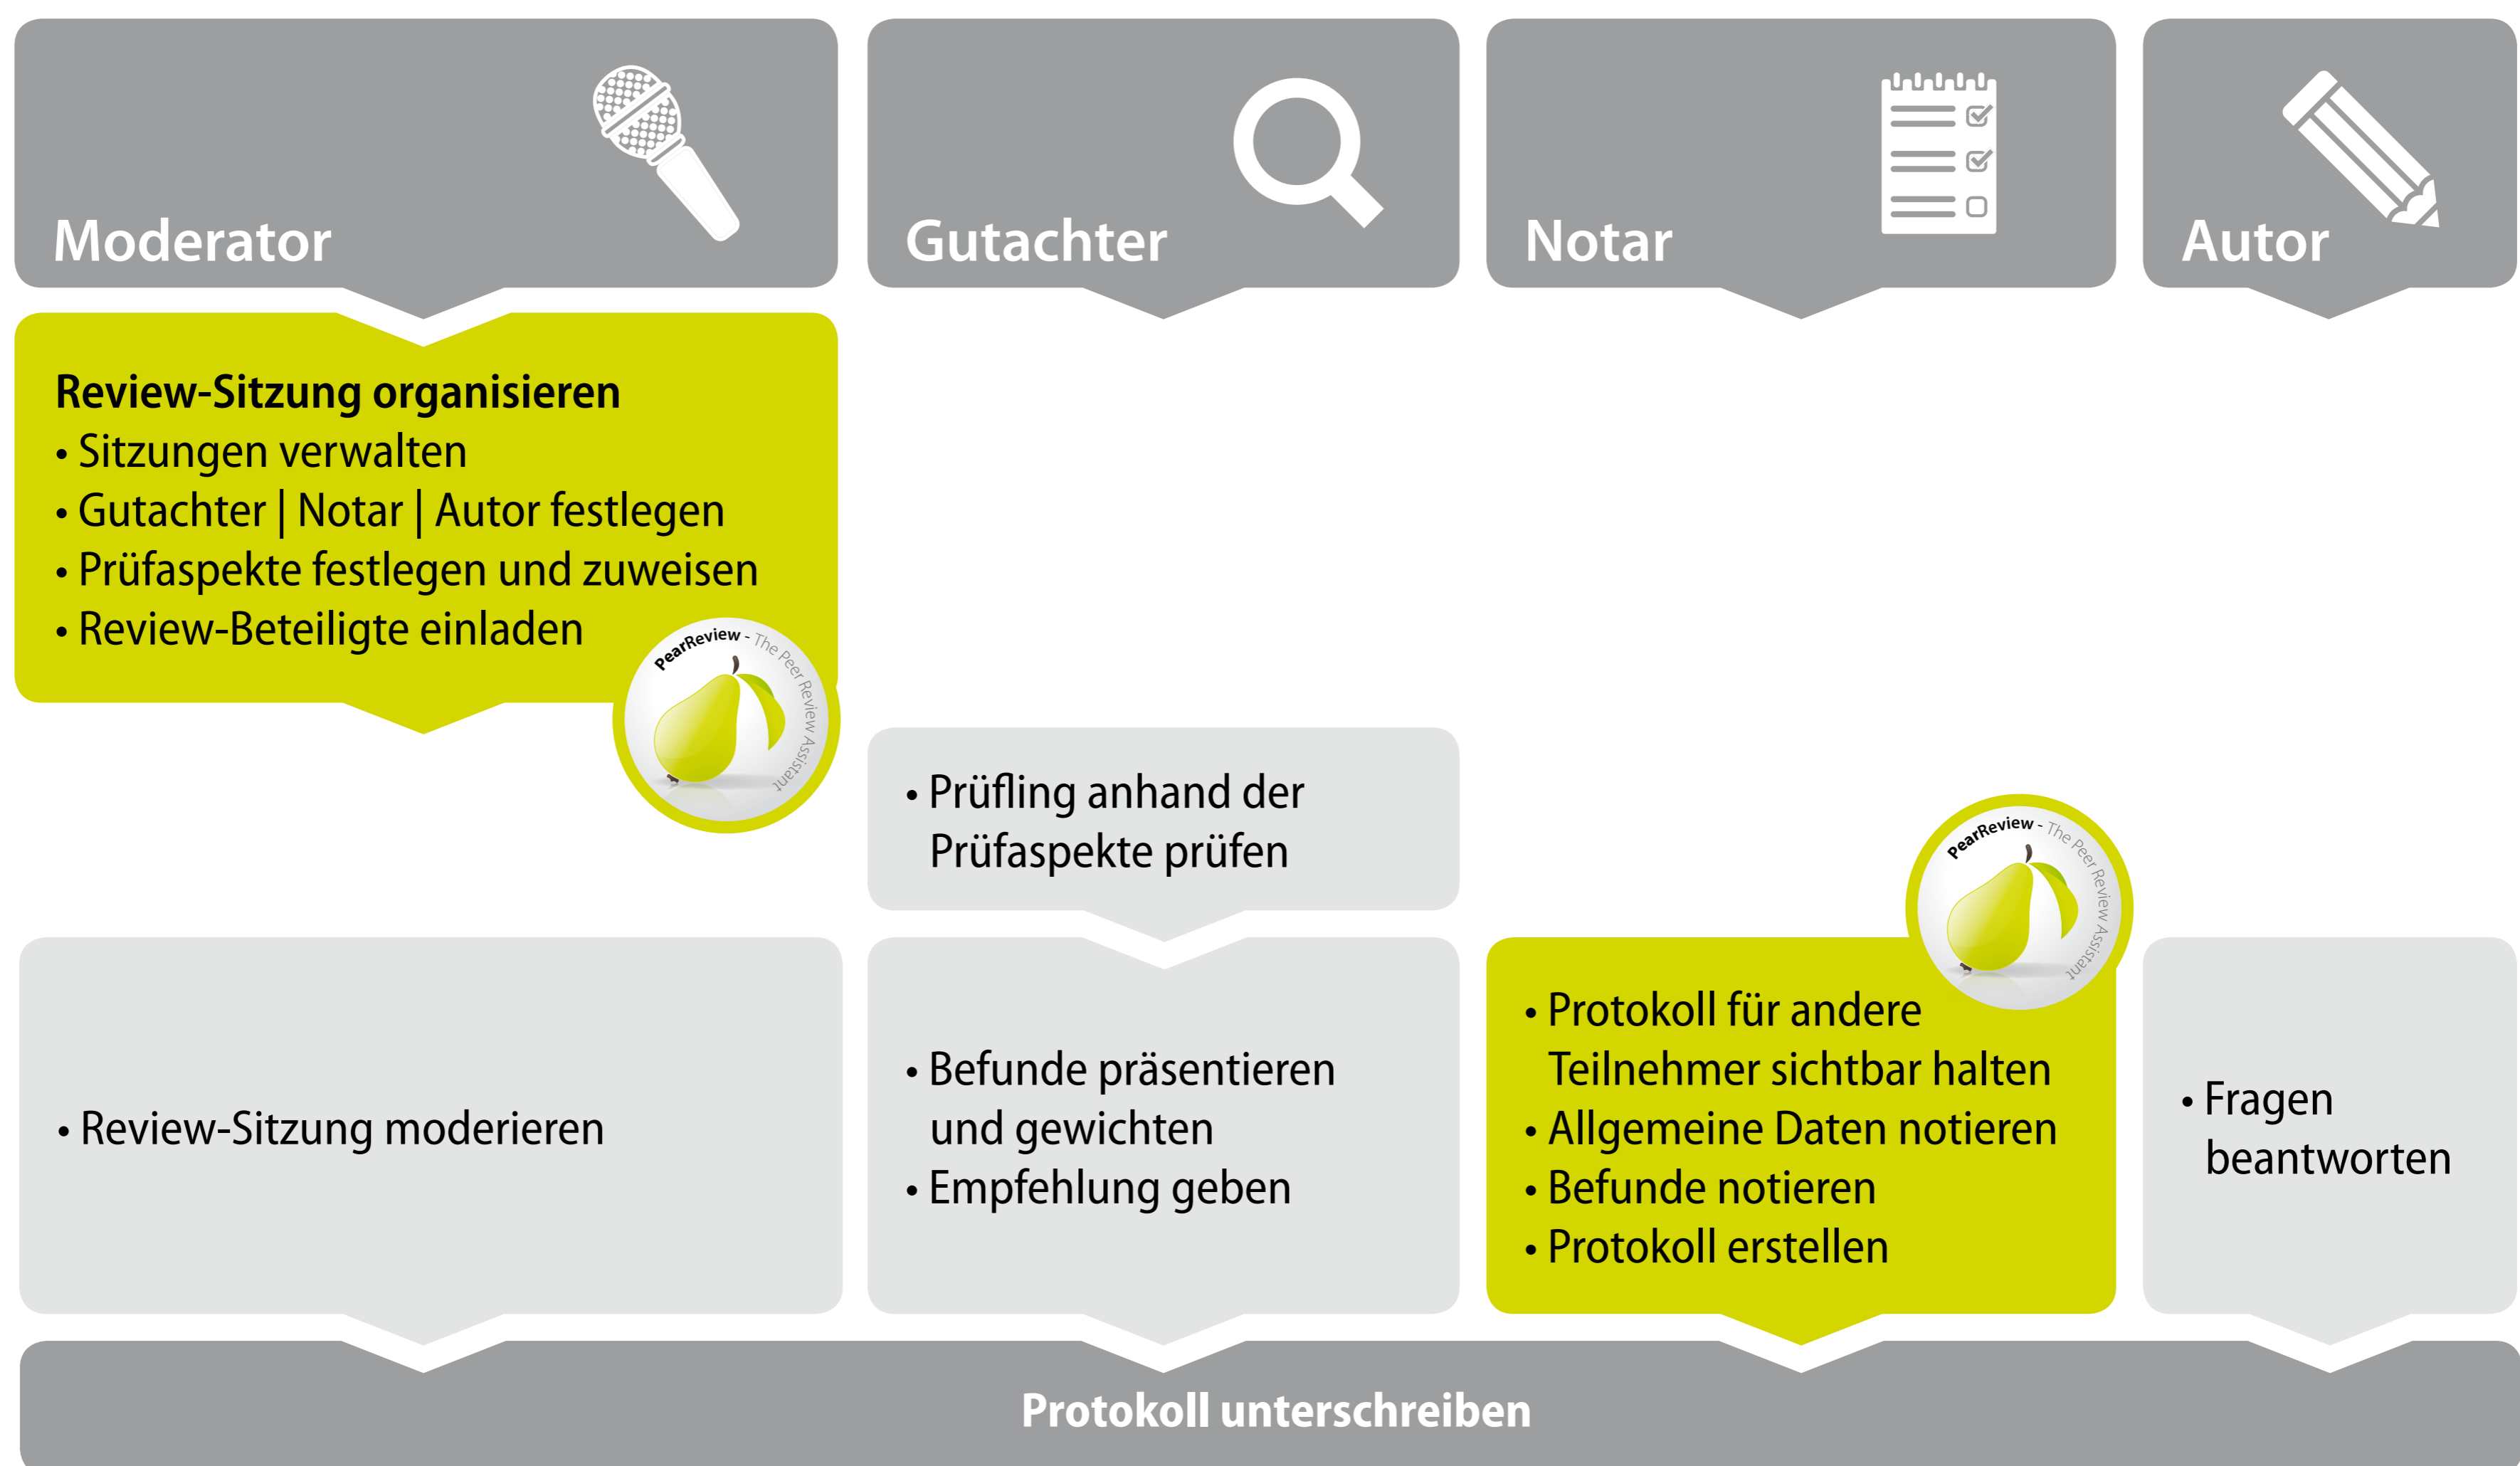 Moderator
Gutachter
Notar
Autor
Review-Sitzung organisieren
• Sitzungen verwalten
• Gutachter | Notar | Autor festlegen
• Prüfaspekte festlegen und zuweisen
• Review-Beteiligte einladen
PearReview - The Peer Review Assistant
• Prüfling anhand der
Prüfaspekte prüfen
• Review-Sitzung moderieren
• Befunde präsentieren
und gewichten
• Empfehlung geben
PearReview - The Peer Review Assistant
• Protokoll für andere
Teilnehmer sichtbar halten
• Allgemeine Daten notieren
• Befunde notieren
• Protokoll erstellen
• Fragen
beantworten
Protokoll unterschreiben